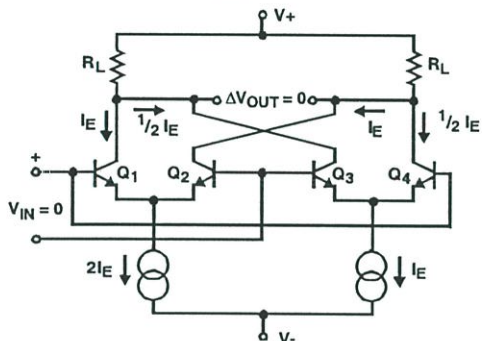 V+
RL RL
ΔVOUT = 0
IE 1/2 IE IE 1/2 IE
+
Q1 Q2 Q3 Q4
VIN = 0
2IE IE
V-